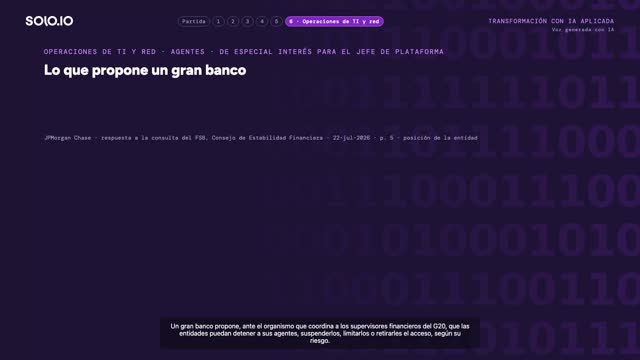 SOLO.IO
Partida 1 2 3 4 5 6 · Operaciones de TI y red
TRANSFORMACIÓN CON IA APLICADA
Voz generada con IA
OPERACIONES DE TI Y RED · AGENTES · DE ESPECIAL INTERÉS PARA EL JEFE DE PLATAFORMA
Lo que propone un gran banco
JPMorgan Chase · respuesta a la consulta del FSB, Consejo de Estabilidad Financiera · 22-jul-2026 · p. 5 · posición de la entidad
Un gran banco propone, ante el organismo que coordina a los supervisores financieros del G20, que las
entidades puedan detener a sus agentes, suspenderlos, limitarlos o retirarles el acceso, según su
riesgo.